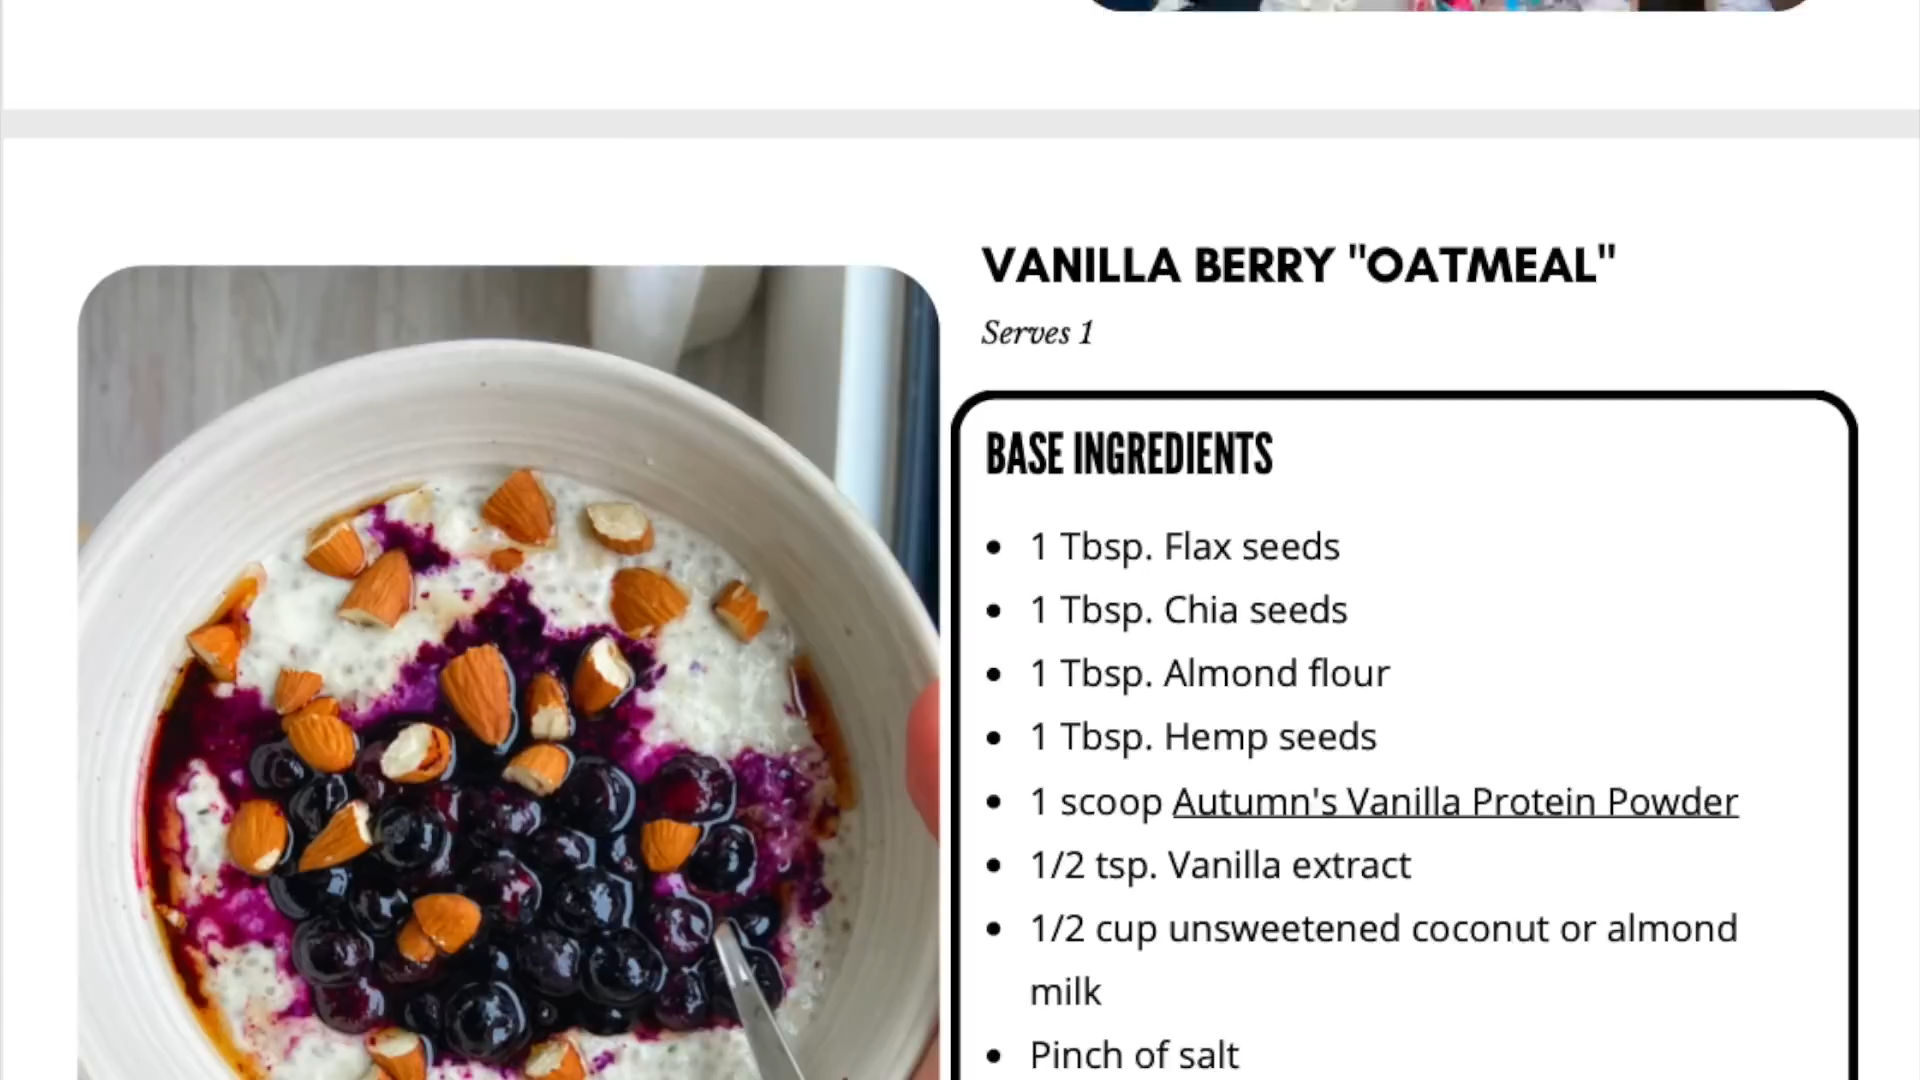 VANILLA BERRY "OATMEAL"
Serves 1
BASE INGREDIENTS
• 1 Tbsp. Flax seeds
• 1 Tbsp. Chia seeds
• 1 Tbsp. Almond flour
• 1 Tbsp. Hemp seeds
• 1 scoop Autumn's Vanilla Protein Powder
• 1/2 tsp. Vanilla extract
• 1/2 cup unsweetened coconut or almond
milk
• Pinch of salt